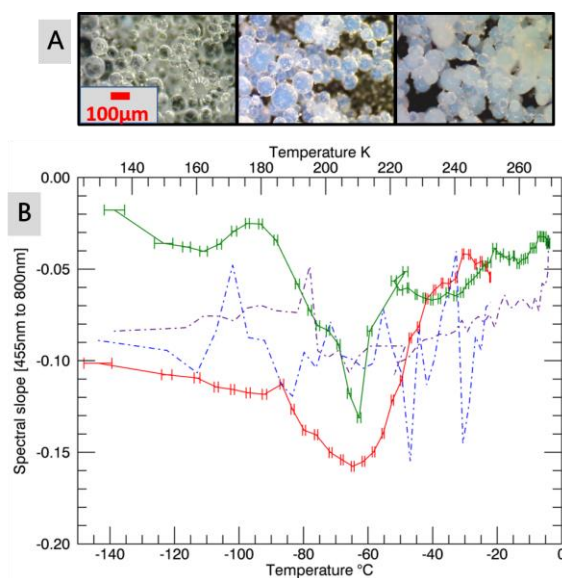 A
100μm
Temperature K
140 160 180 200 220 240 260
B
0.00
-0.05
-0.10
-0.15
-0.20
Spectral slope [455nm to 800nm]
-140 -120 -100 -80 -60 -40 -20 0
Temperature °C